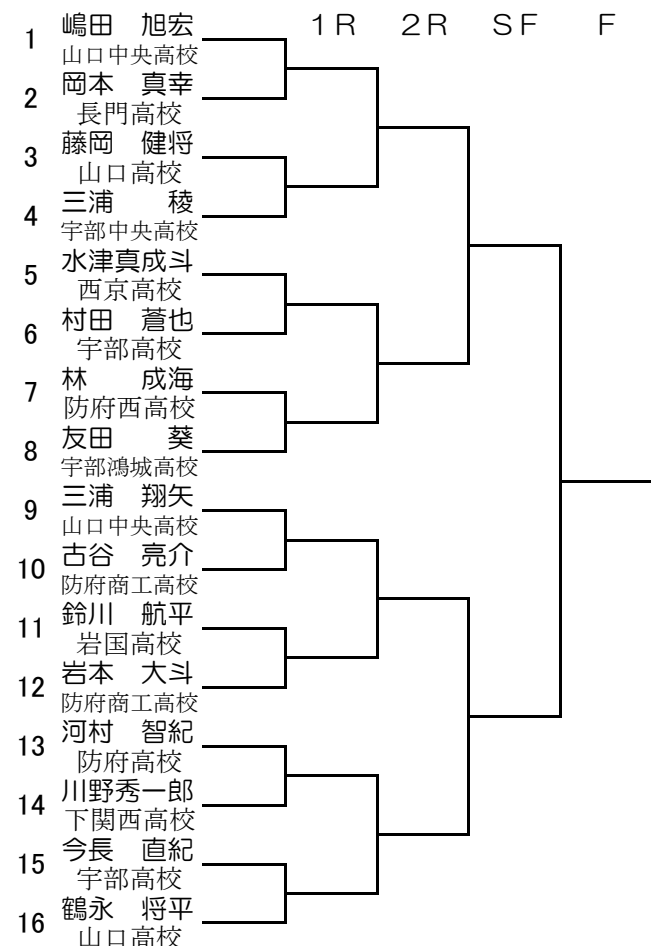 1R 2R SF F
1 嶋田 旭宏
山口中央高校
2 岡本 真幸
長門高校
3 藤岡 健将
山口高校
4 三浦 稜
宇部中央高校
5 水津真成斗
西京高校
6 村田 蒼也
宇部高校
7 林 成海
防府西高校
8 友田 葵
宇部鴻城高校
9 三浦 翔矢
山口中央高校
10 古谷 亮介
防府商工高校
11 鈴川 航平
岩国高校
12 岩本 大斗
防府商工高校
13 河村 智紀
防府高校
14 川野秀一郎
下関西高校
15 今長 直紀
宇部高校
16 鶴永 将平
山口高校